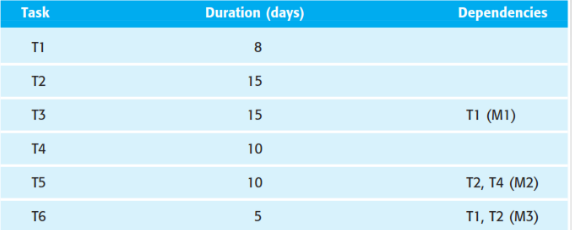 Task Duration (days) Dependencies
T1 8
T2 15
T3 15 T1 (M1)
T4 10
T5 10 T2, T4 (M2)
T6 5 T1, T2 (M3)